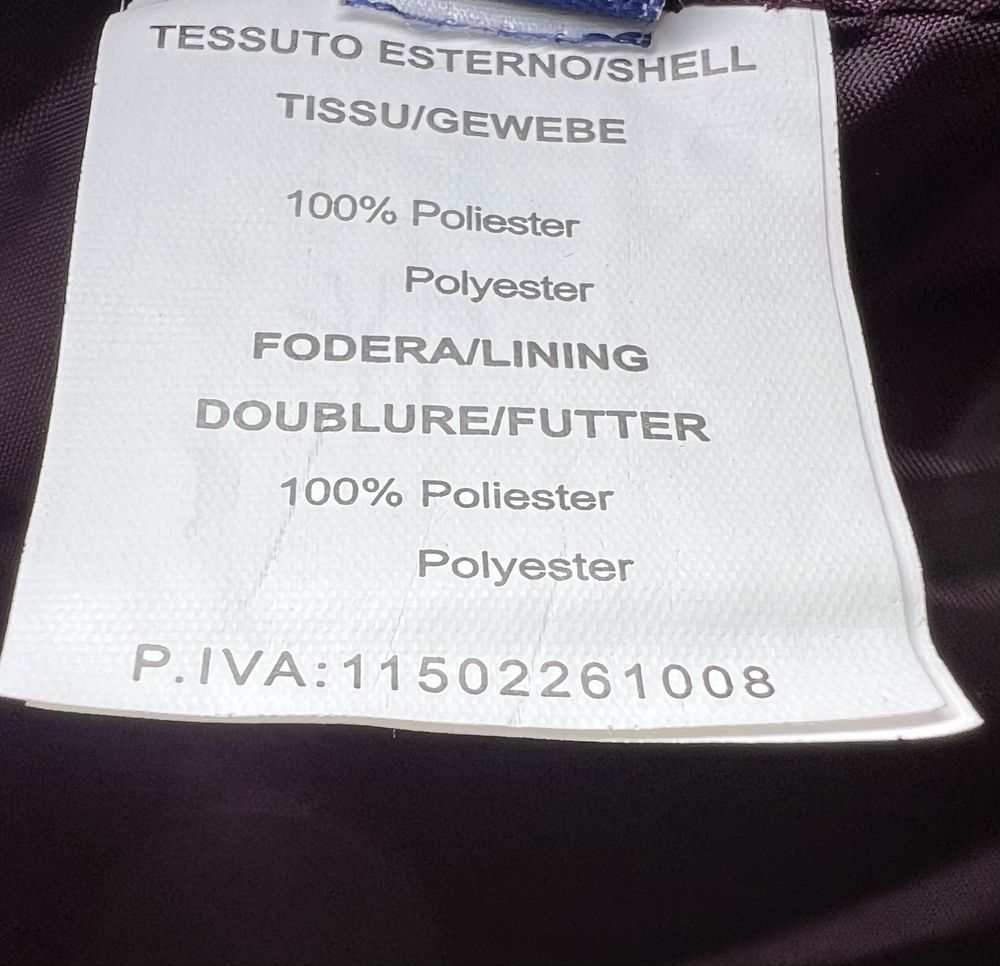 TESSUTO ESTERNO/SHELL
TISSU/GEWEBE
100% Poliester
Polyester
FODERA/LINING
DOUBLURE/FUTTER
100% Poliester
Polyester
P.IVA:11502261008